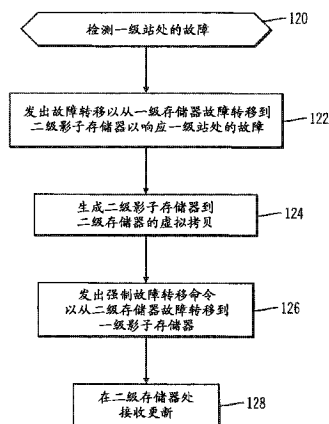 检测一级站处的故障
120
发出故障转移以从一级存储器故障转移到
二级影子存储器以响应一级站处的故障
122
生成二级影子存储器到
二级存储器的虚拟拷贝
124
发出强制故障转移命令
以从二级存储器故障转移到
一级影子存储器
126
在二级存储器处
接收更新
128